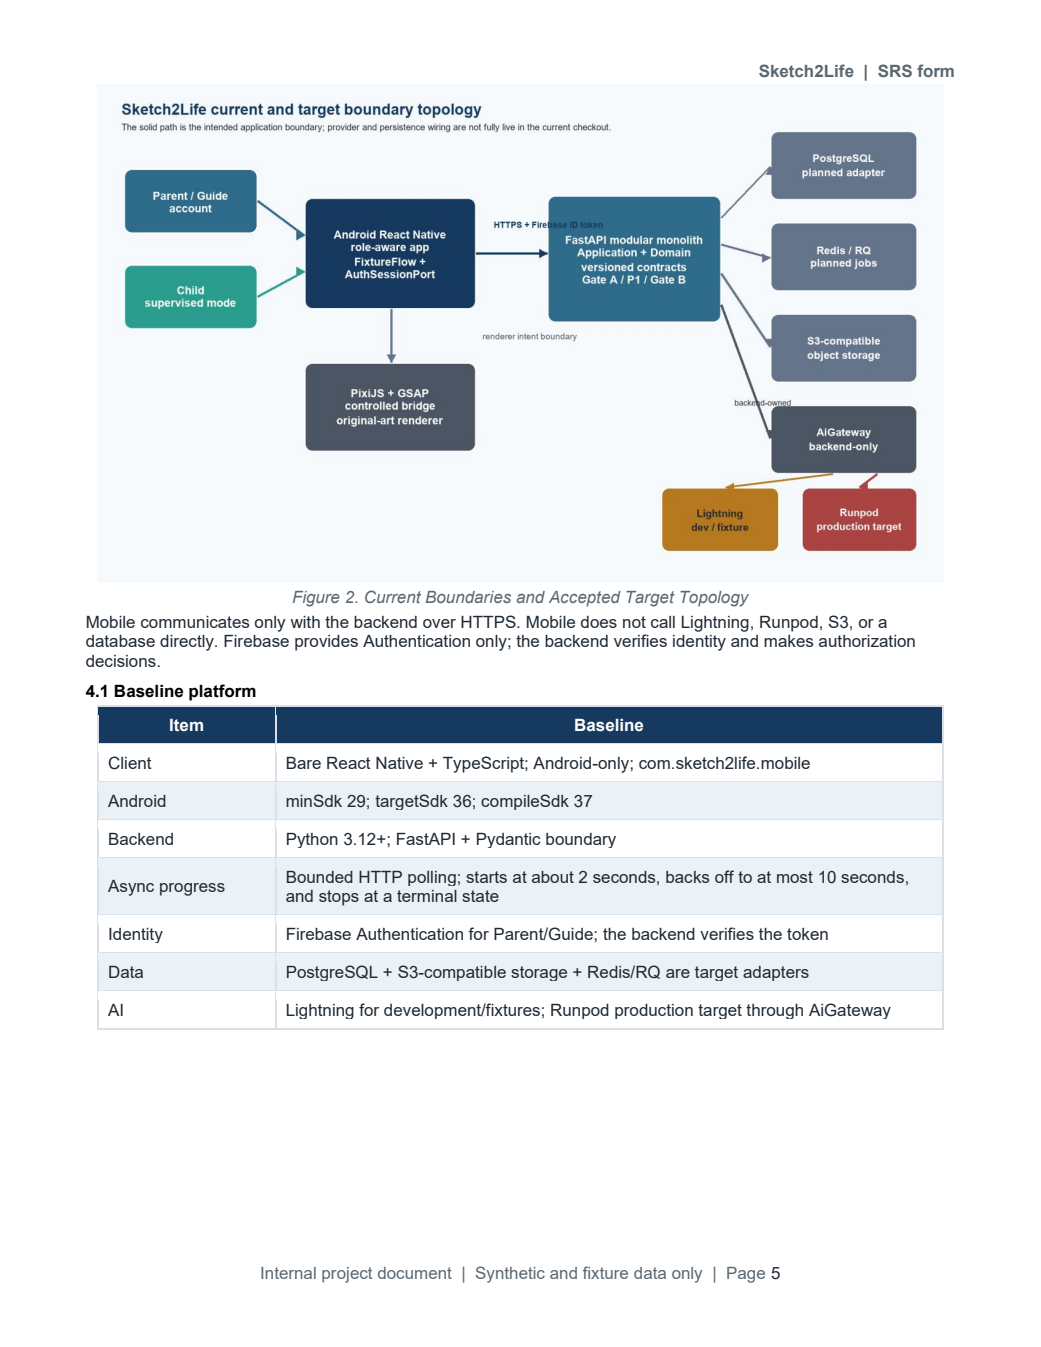 Sketch2Life | SRS form
Sketch2Life current and target boundary topology
The solid path is the intended application boundary; provider and persistence wiring are not fully live in the current checkout.
Parent / Guide
account
Child
supervised mode
Android React Native
role-aware app
FixtureFlow +
AuthSessionPort
HTTPS + Firebase ID token
FastAPI modular monolith
Application + Domain
versioned contracts
Gate A / P1 / Gate B
renderer intent boundary
PixiJS + GSAP
controlled bridge
original-art renderer
PostgreSQL
planned adapter
Redis / RQ
planned jobs
S3-compatible
object storage
backend-owned
AiGateway
backend-only
Lightning
dev / fixture
Runpod
production target
Figure 2. Current Boundaries and Accepted Target Topology
Mobile communicates only with the backend over HTTPS. Mobile does not call Lightning, Runpod, S3, or a
database directly. Firebase provides Authentication only; the backend verifies identity and makes authorization
decisions.
4.1 Baseline platform
Item Baseline
Client Bare React Native + TypeScript; Android-only; com.sketch2life.mobile
Android minSdk 29; targetSdk 36; compileSdk 37
Backend Python 3.12+; FastAPI + Pydantic boundary
Async progress Bounded HTTP polling; starts at about 2 seconds, backs off to at most 10 seconds,
and stops at a terminal state
Identity Firebase Authentication for Parent/Guide; the backend verifies the token
Data PostgreSQL + S3-compatible storage + Redis/RQ are target adapters
AI Lightning for development/fixtures; Runpod production target through AiGateway
Internal project document | Synthetic and fixture data only | Page 5